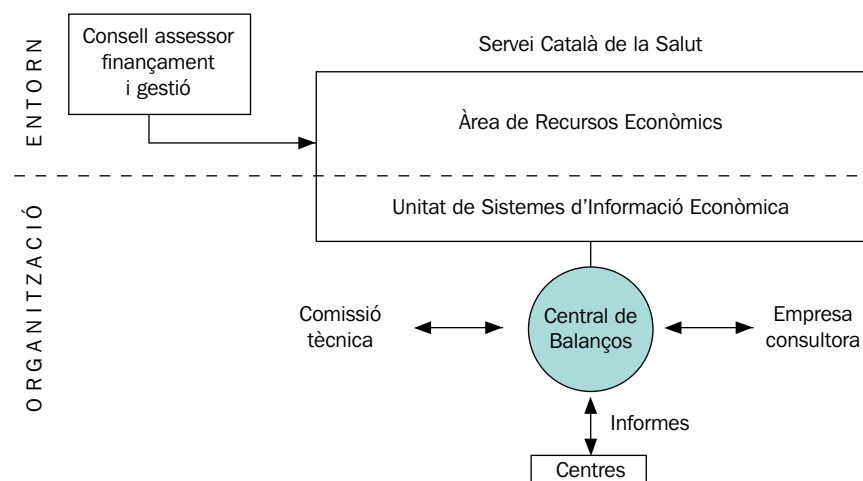 ENTORN
Consell assessor
finançament
i gestió
Servei Català de la Salut
Àrea de Recursos Econòmics
ORGANITZACIÓ
Unitat de Sistemes d'Informació Econòmica
Comissió
tècnica
Central de
Balanços
Empresa
consultora
Informes
Centres